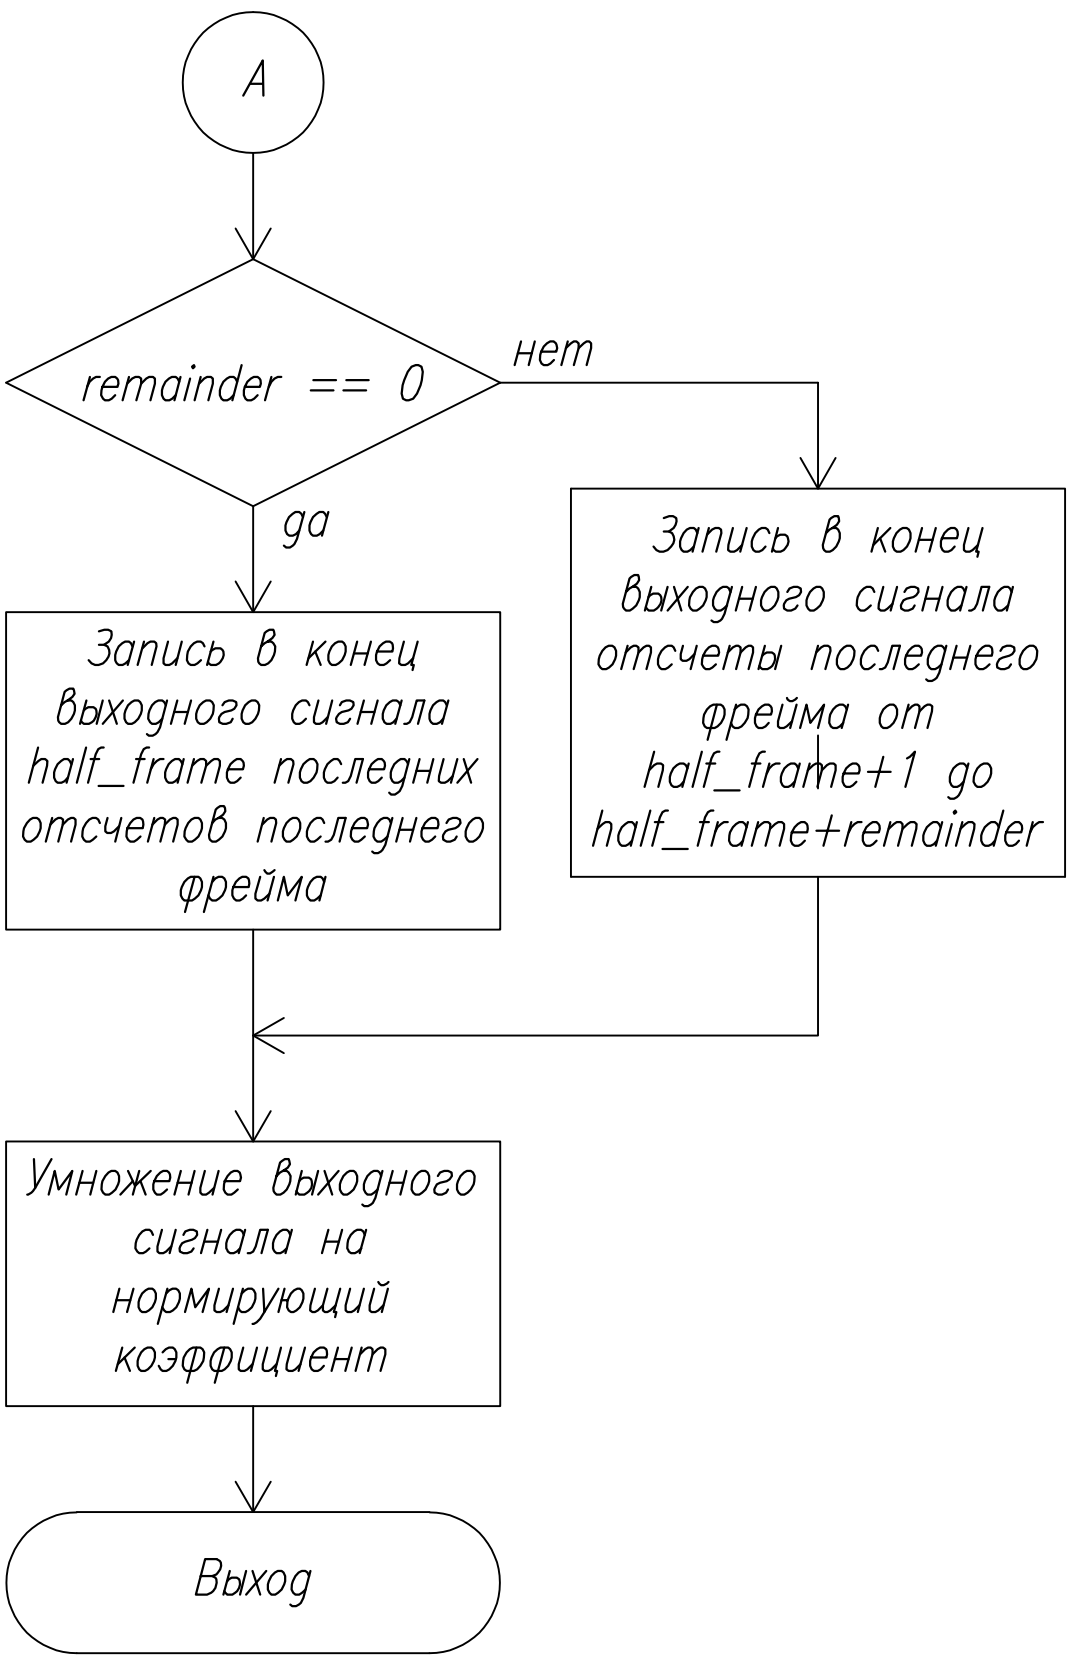 А
remainder == 0
нет
да
Запись в конец
выходного сигнала
отсчеты последнего
фрейма от
half_frame+1 до
half_frame+remainder
Запись в конец
выходного сигнала
half_frame последних
отсчетов последнего
фрейма
Умножение выходного
сигнала на
нормирующий
коэффициент
Выход